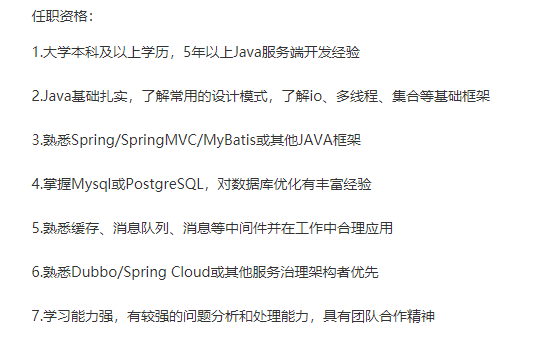 任职资格：
1.大学本科及以上学历，5年以上Java服务端开发经验
2.Java基础扎实，了解常用的设计模式，了解io、多线程、集合等基础框架
3.熟悉Spring/SpringMVC/MyBatis或其他JAVA框架
4.掌握Mysql或PostgreSQL，对数据库优化有丰富经验
5.熟悉缓存、消息队列、消息等中间件并在工作中合理应用
6.熟悉Dubbo/Spring Cloud或其他服务治理架构者优先
7.学习能力强，有较强的问题分析和处理能力，具有团队合作精神